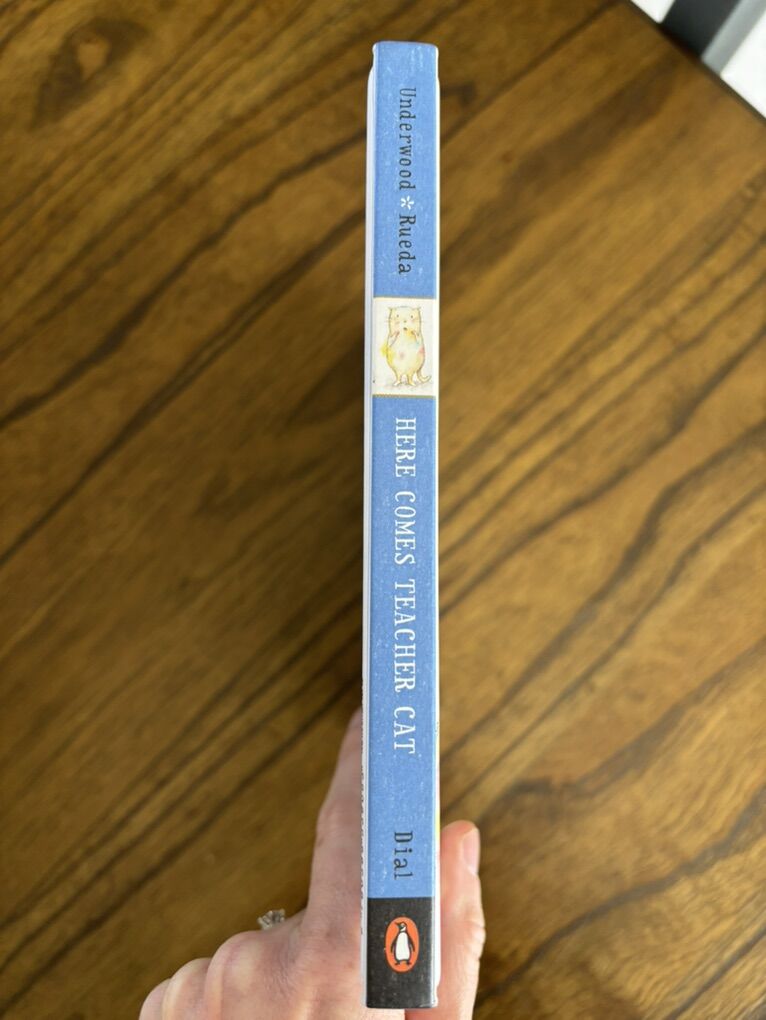 Underwood * Rueda
HERE COMES TEACHER CAT
Dial